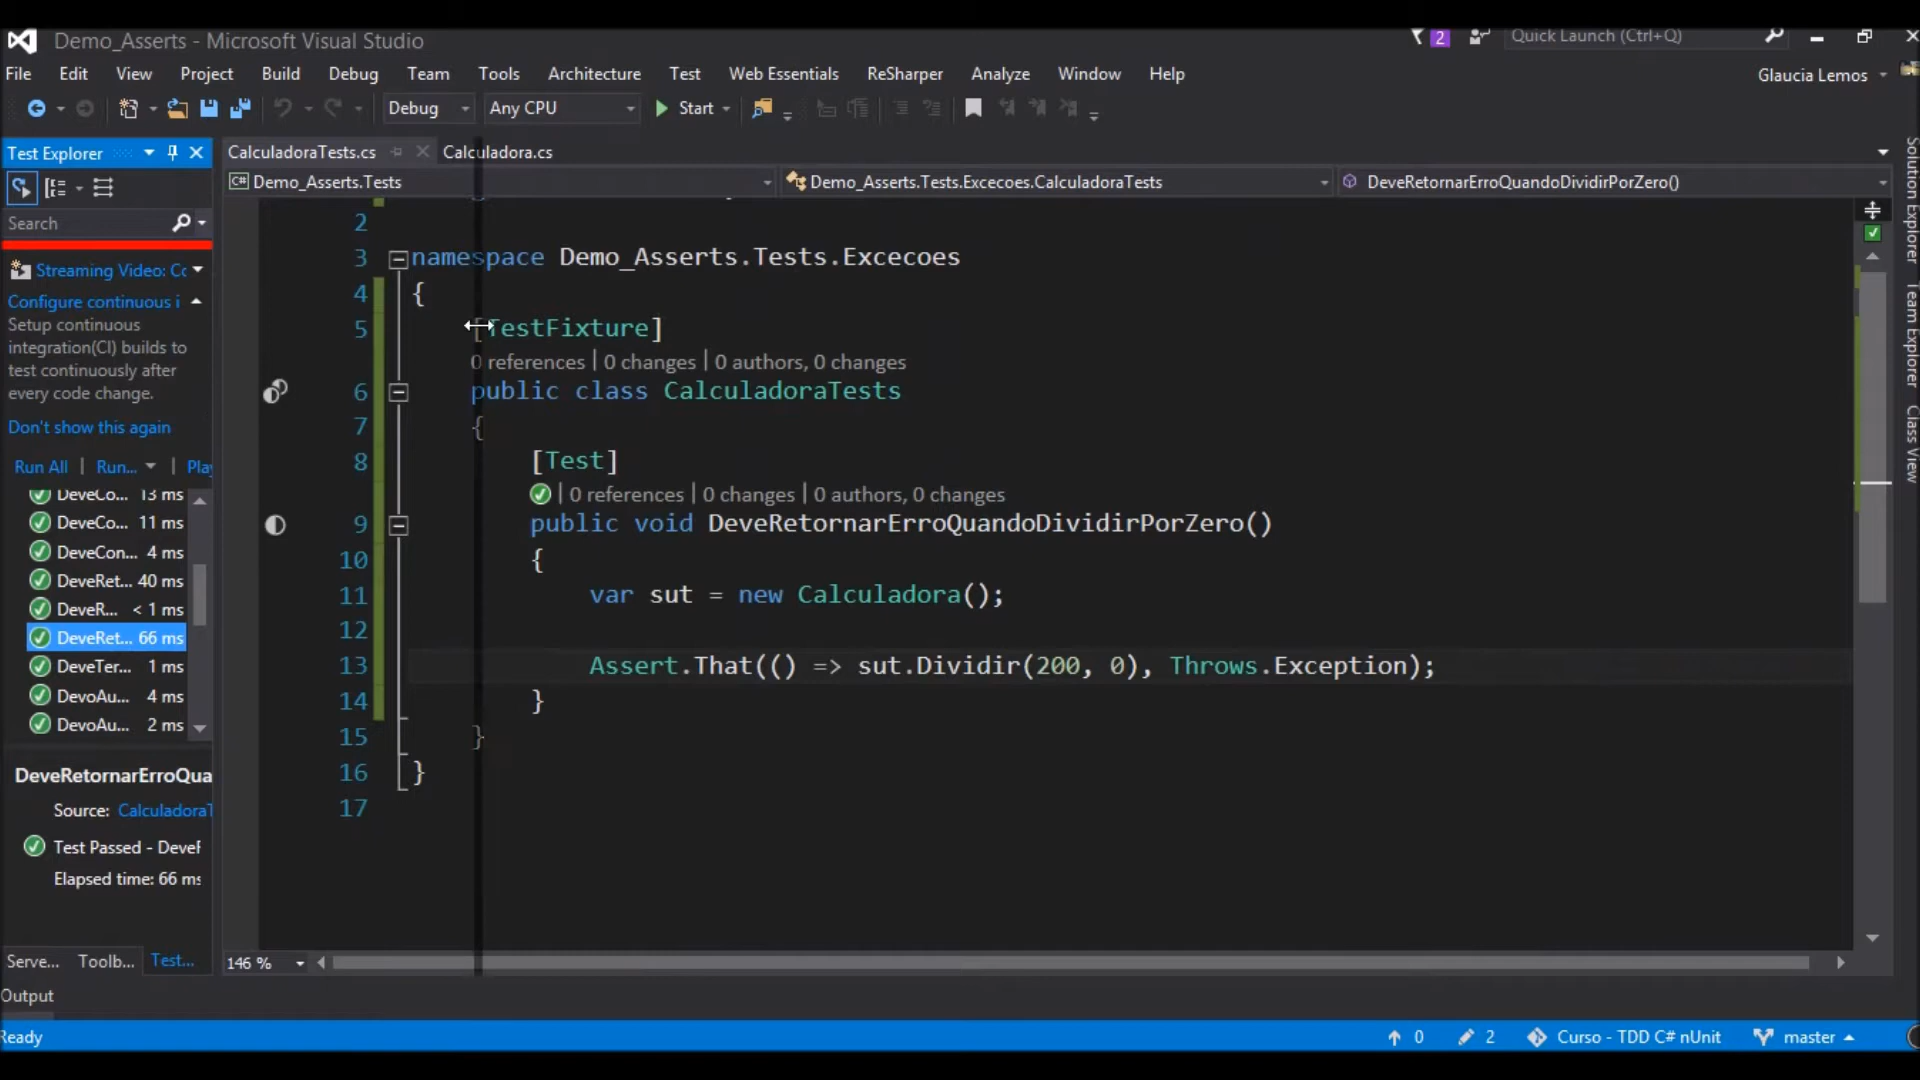 Demo_Asserts - Microsoft Visual Studio
2
Quick Launch (Ctrl+Q)
File Edit View Project Build Debug Team Tools Test Architecture Web Essentials ReSharper Analyze Window Help
Glaucia Lemos
Debug Any CPU Start
Test Explorer
CalculadoraTests.cs Calculadora.cs
Demo_Asserts.Tests Demo_Asserts.Tests.Excecoes.CalculadoraTests DeveRetornarErroQuandoDividirPorZero()
Search
Streaming Video: Cc
Configure continuous i
Setup continuous
integration(CI) builds to
test continuously after
every code change.
Don't show this again
Run All | Run... | Play
DeveCo... 13 ms
DeveCo... 11 ms
DeveCon... 4 ms
DeveRet... 40 ms
DeveR... < 1 ms
DeveRet... 66 ms
DeveTer... 1 ms
DevoAu... 4 ms
DevoAu... 2 ms
DeveRetornarErroQua
Source: CalculadoraT
Test Passed - DeveR
Elapsed time: 66 ms
Serve... Toolb... Test...
2
3 namespace Demo_Asserts.Tests.Excecoes
4 {
5 [TestFixture]
0 references | 0 changes | 0 authors, 0 changes
6 public class CalculadoraTests
7 {
8 [Test]
| 0 references | 0 changes | 0 authors, 0 changes
9 public void DeveRetornarErroQuandoDividirPorZero()
10 {
11 var sut = new Calculadora();
12
13 Assert.That(() => sut.Dividir(200, 0), Throws.Exception);
14 }
15 }
16 }
17
146 %
Solution Explorer
Team Explorer
Class View
Output
Ready
0 2 Curso - TDD C# nUnit master